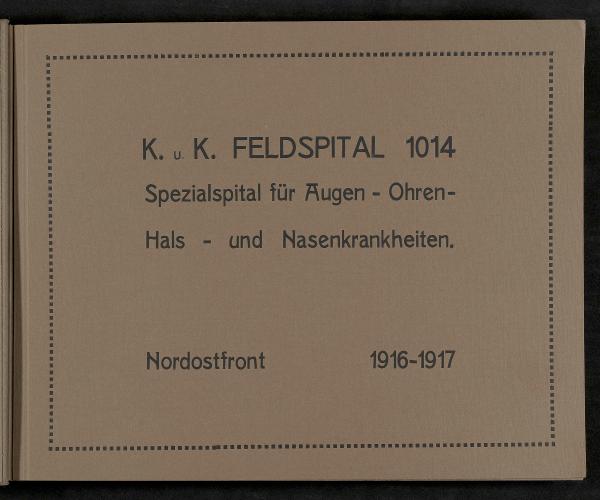 K. u. K. FELDSPITAL 1014
Spezialspital für Augen - Ohren-
Hals - und Nasenkrankheiten.
Nordostfront 1916-1917